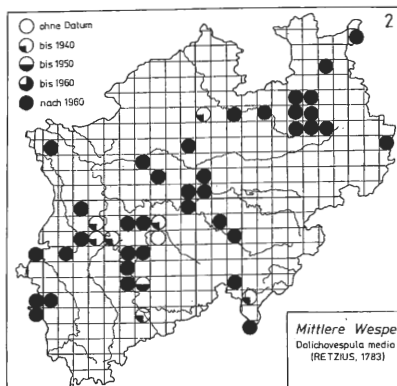 2
ohne Datum
bis 1940
bis 1950
bis 1960
nach 1960
Mittlere Wespe
Dolichovespula media
(RETZIUS, 1783)